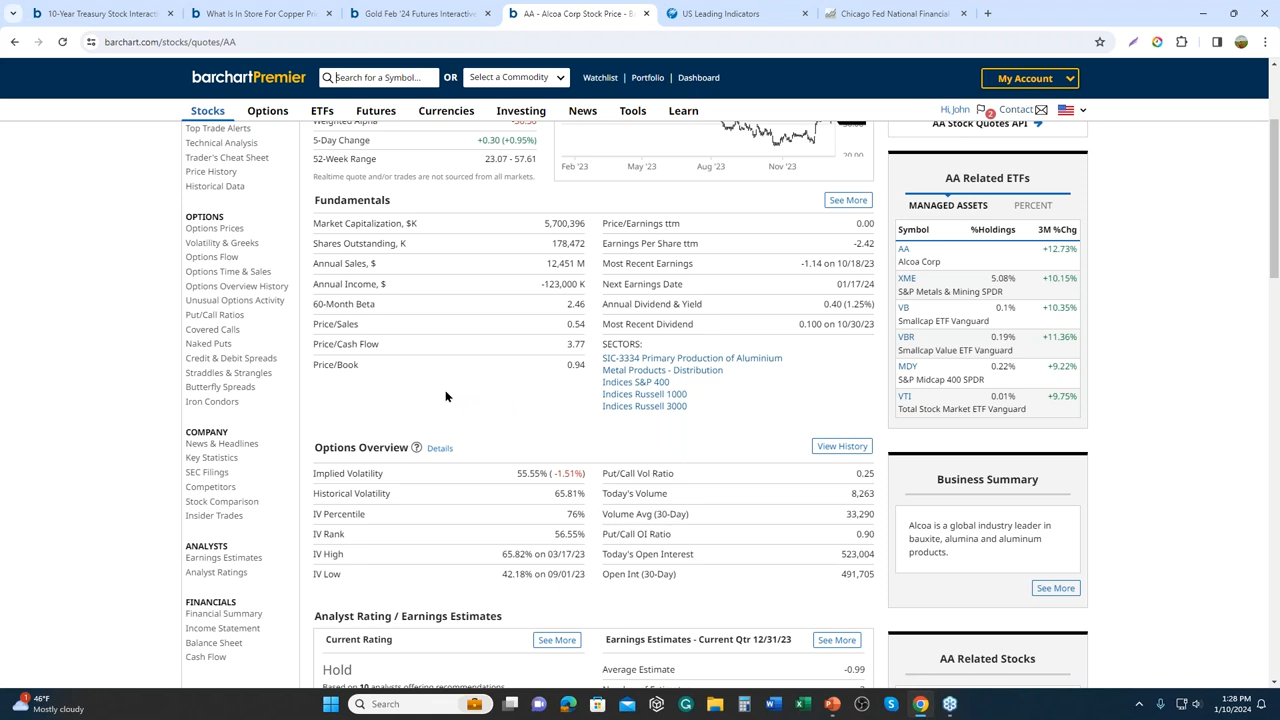 10-Year Treasury Stock Interacti
What Is In Store For Copper Pri
Gold Feb '24 Futures Interactive
AA - Alcoa Corp Stock Price - B
US Leading Indicators
Chicago Fed National Financial
barchart.com/stocks/quotes/AA
barchartPremier
Search for a Symbol...
OR
Select a Commodity
Watchlist
Portfolio
Dashboard
My Account
Stocks
Options
ETFs
Futures
Currencies
Investing
News
Tools
Learn
Hi, John
2
Contact
Top Trade Alerts
Technical Analysis
Trader's Cheat Sheet
Price History
Historical Data
OPTIONS
Options Prices
Volatility & Greeks
Options Flow
Options Time & Sales
Options Overview History
Unusual Options Activity
Put/Call Ratios
Covered Calls
Naked Puts
Credit & Debit Spreads
Straddles & Strangles
Butterfly Spreads
Iron Condors
COMPANY
News & Headlines
Key Statistics
SEC Filings
Competitors
Stock Comparison
Insider Trades
ANALYSTS
Earnings Estimates
Analyst Ratings
FINANCIALS
Financial Summary
Income Statement
Balance Sheet
Cash Flow
Weighted Alpha
5-Day Change +0.30 (+0.95%)
52-Week Range 23.07 - 57.61
Realtime quote and/or trades are not sourced from all markets.
20.00
Feb '23 May '23 Aug '23 Nov '23
Fundamentals
See More
Market Capitalization, $K 5,700,396
Shares Outstanding, K 178,472
Annual Sales, $ 12,451 M
Annual Income, $ -123,000 K
60-Month Beta 2.46
Price/Sales 0.54
Price/Cash Flow 3.77
Price/Book 0.94
Price/Earnings ttm 0.00
Earnings Per Share ttm -2.42
Most Recent Earnings -1.14 on 10/18/23
Next Earnings Date 01/17/24
Annual Dividend & Yield 0.40 (1.25%)
Most Recent Dividend 0.100 on 10/30/23
SECTORS:
SIC-3334 Primary Production of Aluminium
Metal Products - Distribution
Indices S&P 400
Indices Russell 1000
Indices Russell 3000
Options Overview
Details
View History
Implied Volatility 55.55% ( -1.51%)
Historical Volatility 65.81%
IV Percentile 76%
IV Rank 56.55%
IV High 65.82% on 03/17/23
IV Low 42.18% on 09/01/23
Put/Call Vol Ratio 0.25
Today's Volume 8,263
Volume Avg (30-Day) 33,290
Put/Call OI Ratio 0.90
Today's Open Interest 523,004
Open Int (30-Day) 491,705
Analyst Rating / Earnings Estimates
Current Rating
See More
Hold
Based on 10 analysts offering recommendations.
Earnings Estimates - Current Qtr 12/31/23
See More
Average Estimate -0.99
AA Stock Quotes API
AA Related ETFs
MANAGED ASSETS PERCENT
Symbol %Holdings 3M %Chg
AA +12.73%
Alcoa Corp
XME 5.08% +10.15%
S&P Metals & Mining SPDR
VB 0.1% +10.35%
Smallcap ETF Vanguard
VBR 0.19% +11.36%
Smallcap Value ETF Vanguard
MDY 0.22% +9.22%
S&P Midcap 400 SPDR
VTI 0.01% +9.75%
Total Stock Market ETF Vanguard
Business Summary
Alcoa is a global industry leader in
bauxite, alumina and aluminum
products.
See More
AA Related Stocks
1
46°F
Mostly cloudy
Search
1:28 PM
1/10/2024